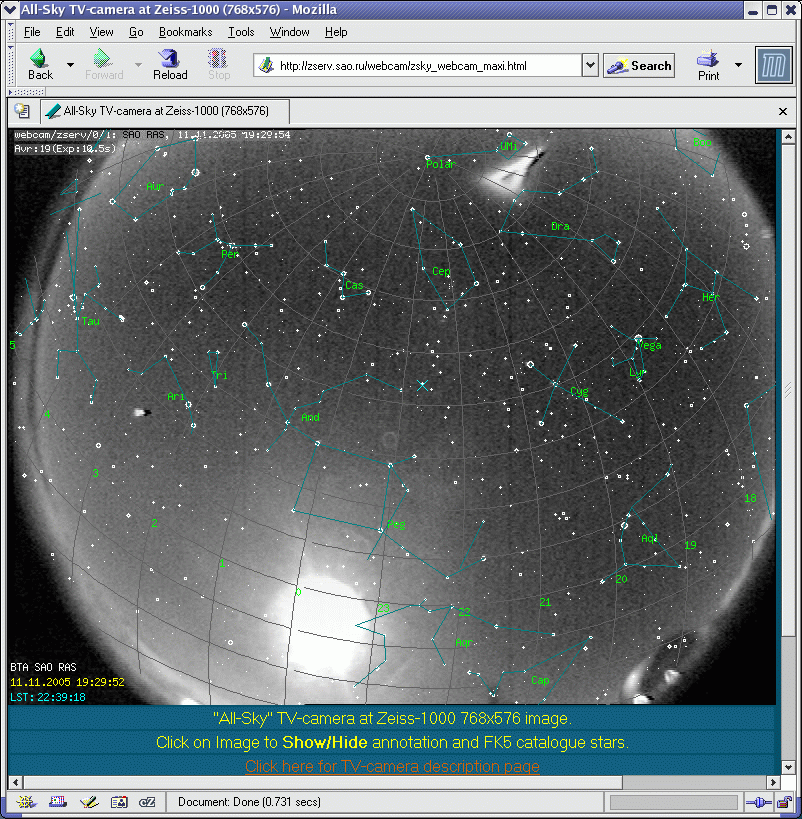 All-Sky TV-camera at Zeiss-1000 (768x576) - Mozilla
File Edit View Go Bookmarks Tools Window Help
Back Forward Reload Stop http://zserv.sao.ru/webcam/zsky_webcam_maxi.html Search Print
All-Sky TV-camera at Zeiss-1000 (768x576)
webcam/zserv/0/1: SAO RAS, 11.11.2005 19:29:54
Avr:19(Exp:10.5s)
UMi
Polar
Aur
Dra
Per
Cep
Cas
Her
Tau
Vega
5
Lyr
Tri
Ari
Cyg
4
And
3
18
2
Peg
Aql
19
1
20
0
21
23
22
Aqr
Cap
BTA SAO RAS
11.11.2005 19:29:52
LST: 22:39:18
"All-Sky" TV-camera at Zeiss-1000 768x576 image.
Click on Image to Show/Hide annotation and FK5 catalogue stars.
Click here for TV-camera description page
Document: Done (0.731 secs)